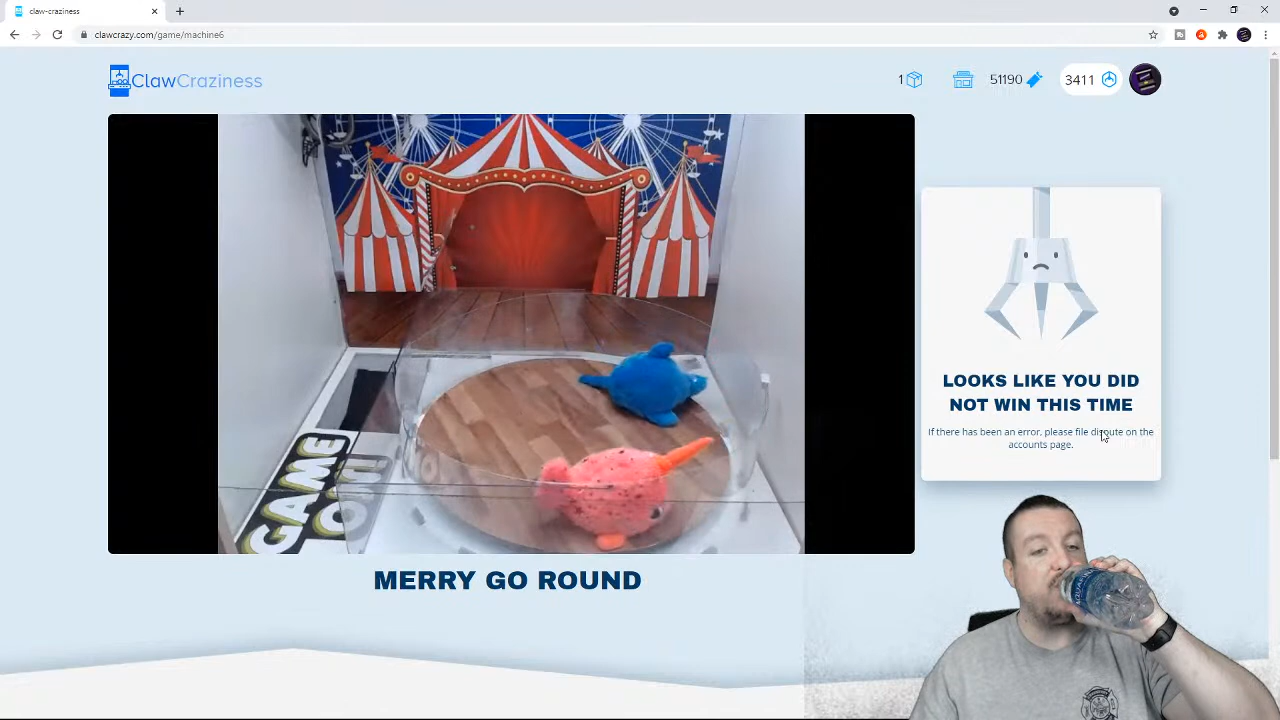 claw-craziness
clawcrazy.com/game/machine6
ClawCraziness
1
51190
3411
LOOKS LIKE YOU DID
NOT WIN THIS TIME
If there has been an error, please file dispute on the
accounts page.
GAME
ON!
MERRY GO ROUND